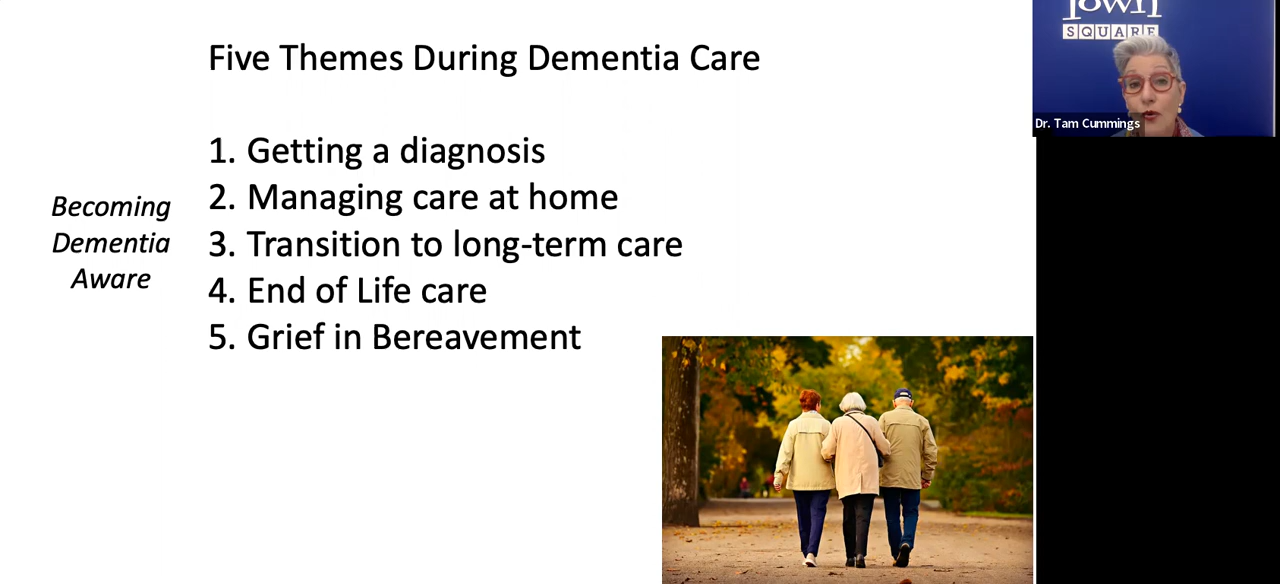 Five Themes During Dementia Care
1. Getting a diagnosis
2. Managing care at home
3. Transition to long-term care
4. End of Life care
5. Grief in Bereavement
Becoming
Dementia
Aware
Town
SQUARE
Dr. Tam Cummings